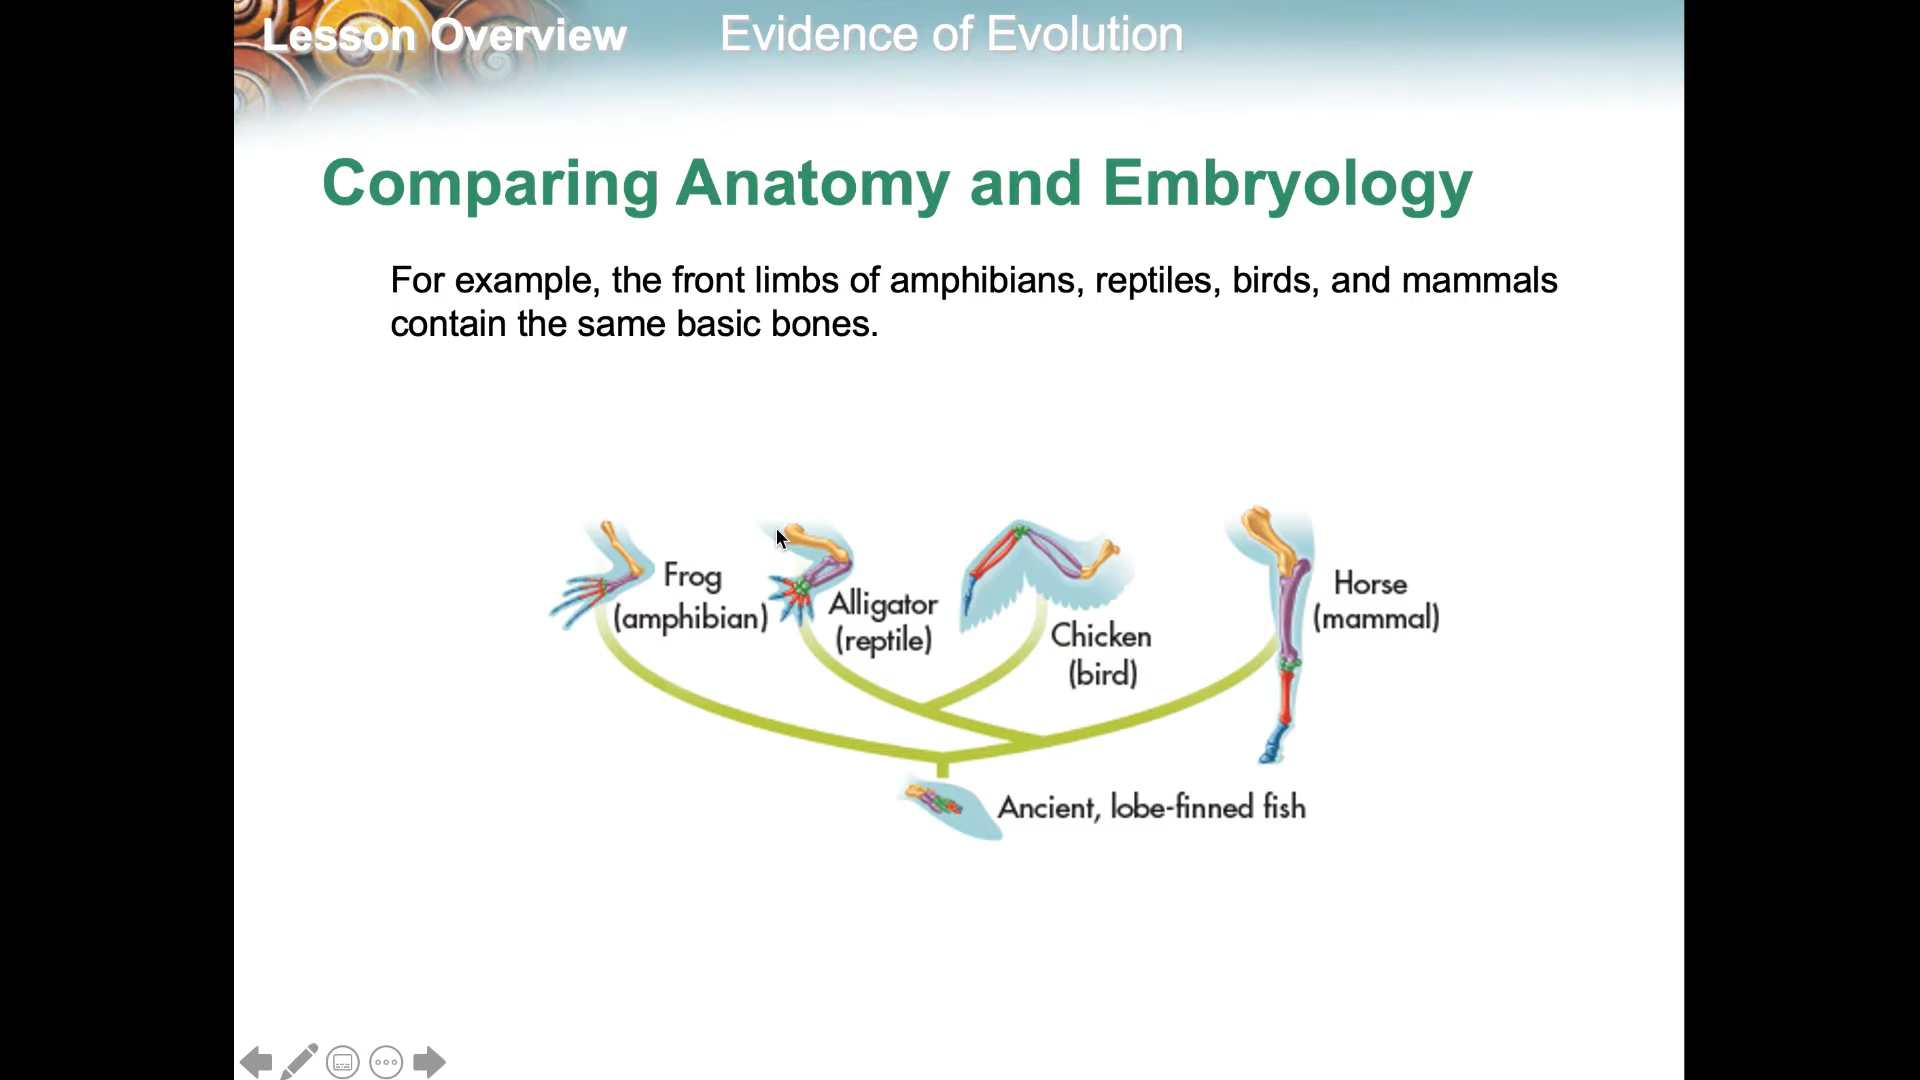 Lesson Overview
Evidence of Evolution
Comparing Anatomy and Embryology
For example, the front limbs of amphibians, reptiles, birds, and mammals
contain the same basic bones.
Frog
(amphibian)
Alligator
(reptile)
Chicken
(bird)
Horse
(mammal)
Ancient, lobe-finned fish